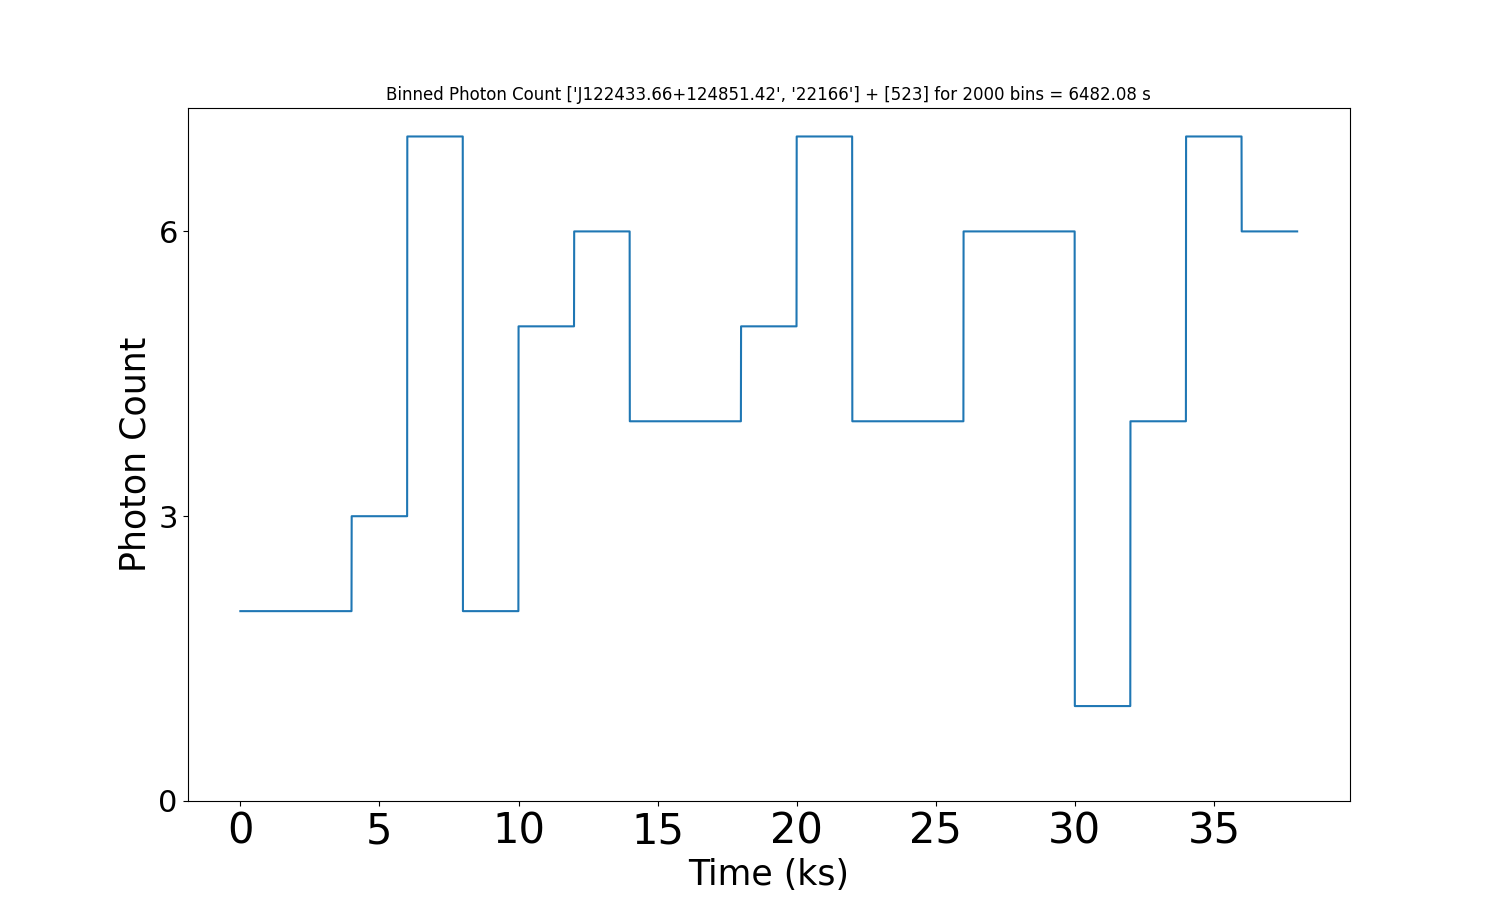 Binned Photon Count ['J122433.66+124851.42', '22166'] + [523] for 2000 bins = 6482.08 s
6
3
0
Photon Count
0 5 10 15 20 25 30 35
Time (ks)